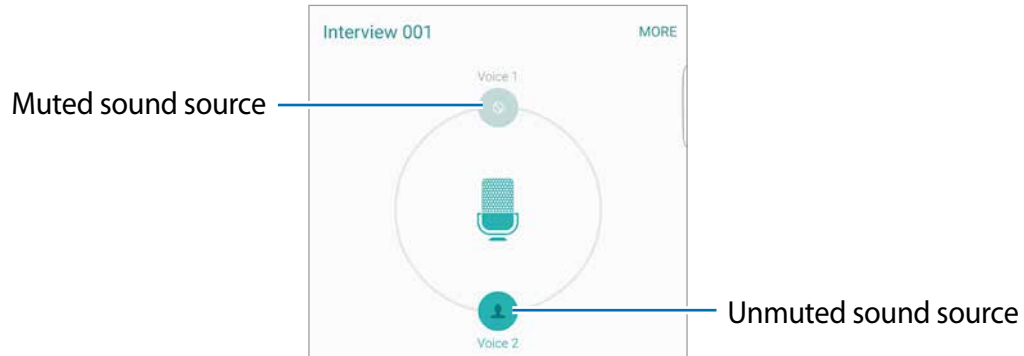 Interview 001 MORE
Voice 1
Muted sound source
Unmuted sound source
Voice 2